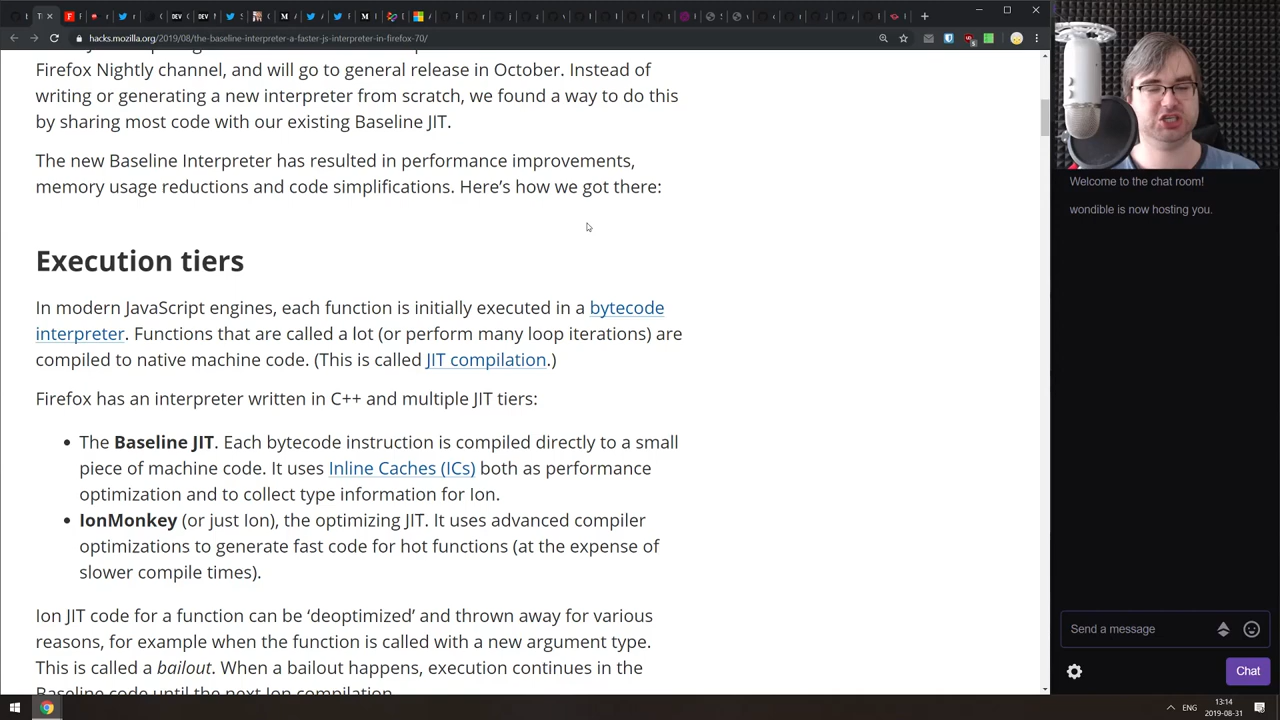 hacks.mozilla.org/2019/08/the-baseline-interpreter-a-faster-js-interpreter-in-firefox-70/
Firefox Nightly channel, and will go to general release in October. Instead of
writing or generating a new interpreter from scratch, we found a way to do this
by sharing most code with our existing Baseline JIT.
The new Baseline Interpreter has resulted in performance improvements,
memory usage reductions and code simplifications. Here’s how we got there:
Execution tiers
In modern JavaScript engines, each function is initially executed in a bytecode
interpreter. Functions that are called a lot (or perform many loop iterations) are
compiled to native machine code. (This is called JIT compilation.)
Firefox has an interpreter written in C++ and multiple JIT tiers:
• The Baseline JIT. Each bytecode instruction is compiled directly to a small
piece of machine code. It uses Inline Caches (ICs) both as performance
optimization and to collect type information for Ion.
• IonMonkey (or just Ion), the optimizing JIT. It uses advanced compiler
optimizations to generate fast code for hot functions (at the expense of
slower compile times).
Ion JIT code for a function can be ‘deoptimized’ and thrown away for various
reasons, for example when the function is called with a new argument type.
This is called a bailout. When a bailout happens, execution continues in the
Baseline code until the next Ion compilation.
Welcome to the chat room!
wondible is now hosting you.
Send a message
Chat
ENG
13:14
2019-08-31